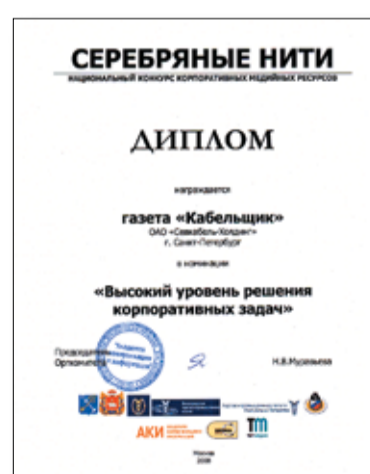 СЕРЕБРЯНЫЕ НИТИ
НАЦИОНАЛЬНЫЙ КОНКУРС КОРПОРАТИВНЫХ МЕДИЙНЫХ РЕСУРСОВ
ДИПЛОМ
награждается
газета «Кабельщик»
ОАО «Севкабель-Холдинг»
г. Санкт-Петербург
в номинации
«Высокий уровень решения
корпоративных задач»
Председатель
Оргкомитета
Н.В.Муравьева
АКИ
Москва